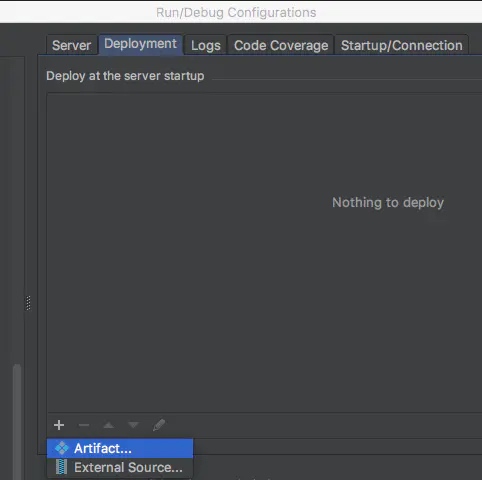 Run/Debug Configurations
Server Deployment Logs Code Coverage Startup/Connection
Deploy at the server startup
Nothing to deploy
Artifact...
External Source...